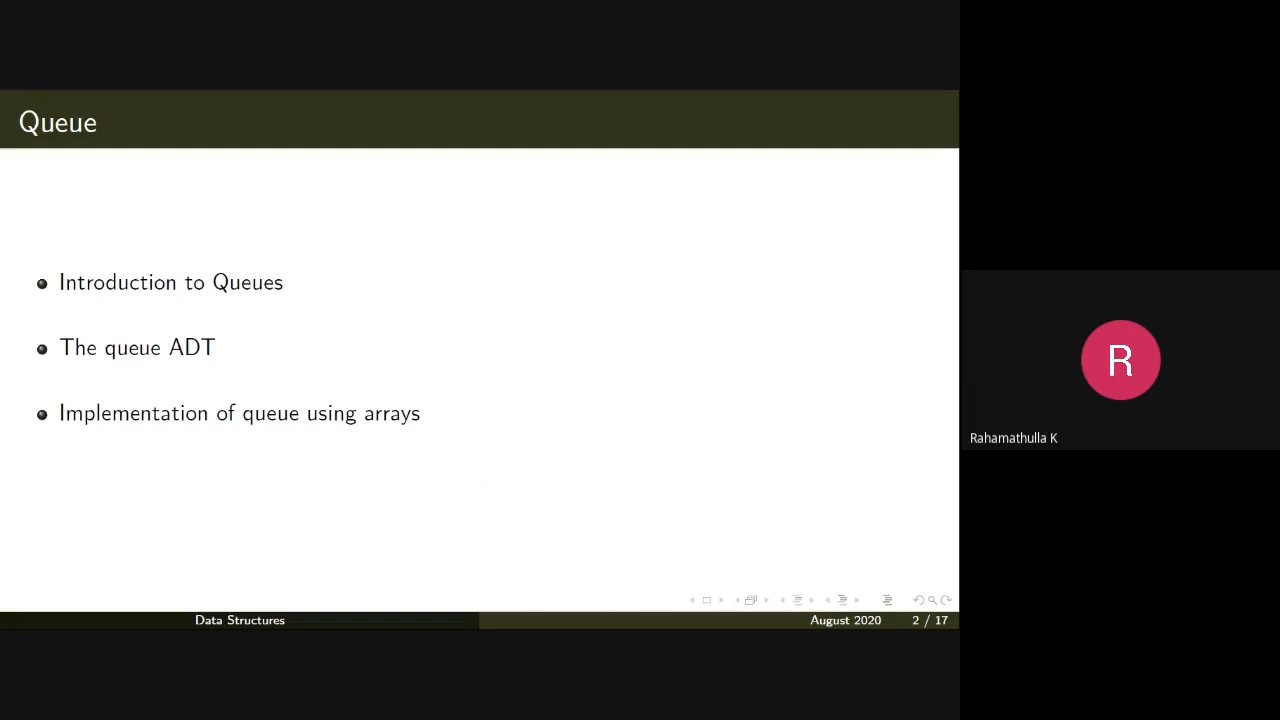 Queue
Introduction to Queues
The queue ADT
Implementation of queue using arrays
Data Structures
August 2020
2 / 17
R
Rahamathulla K